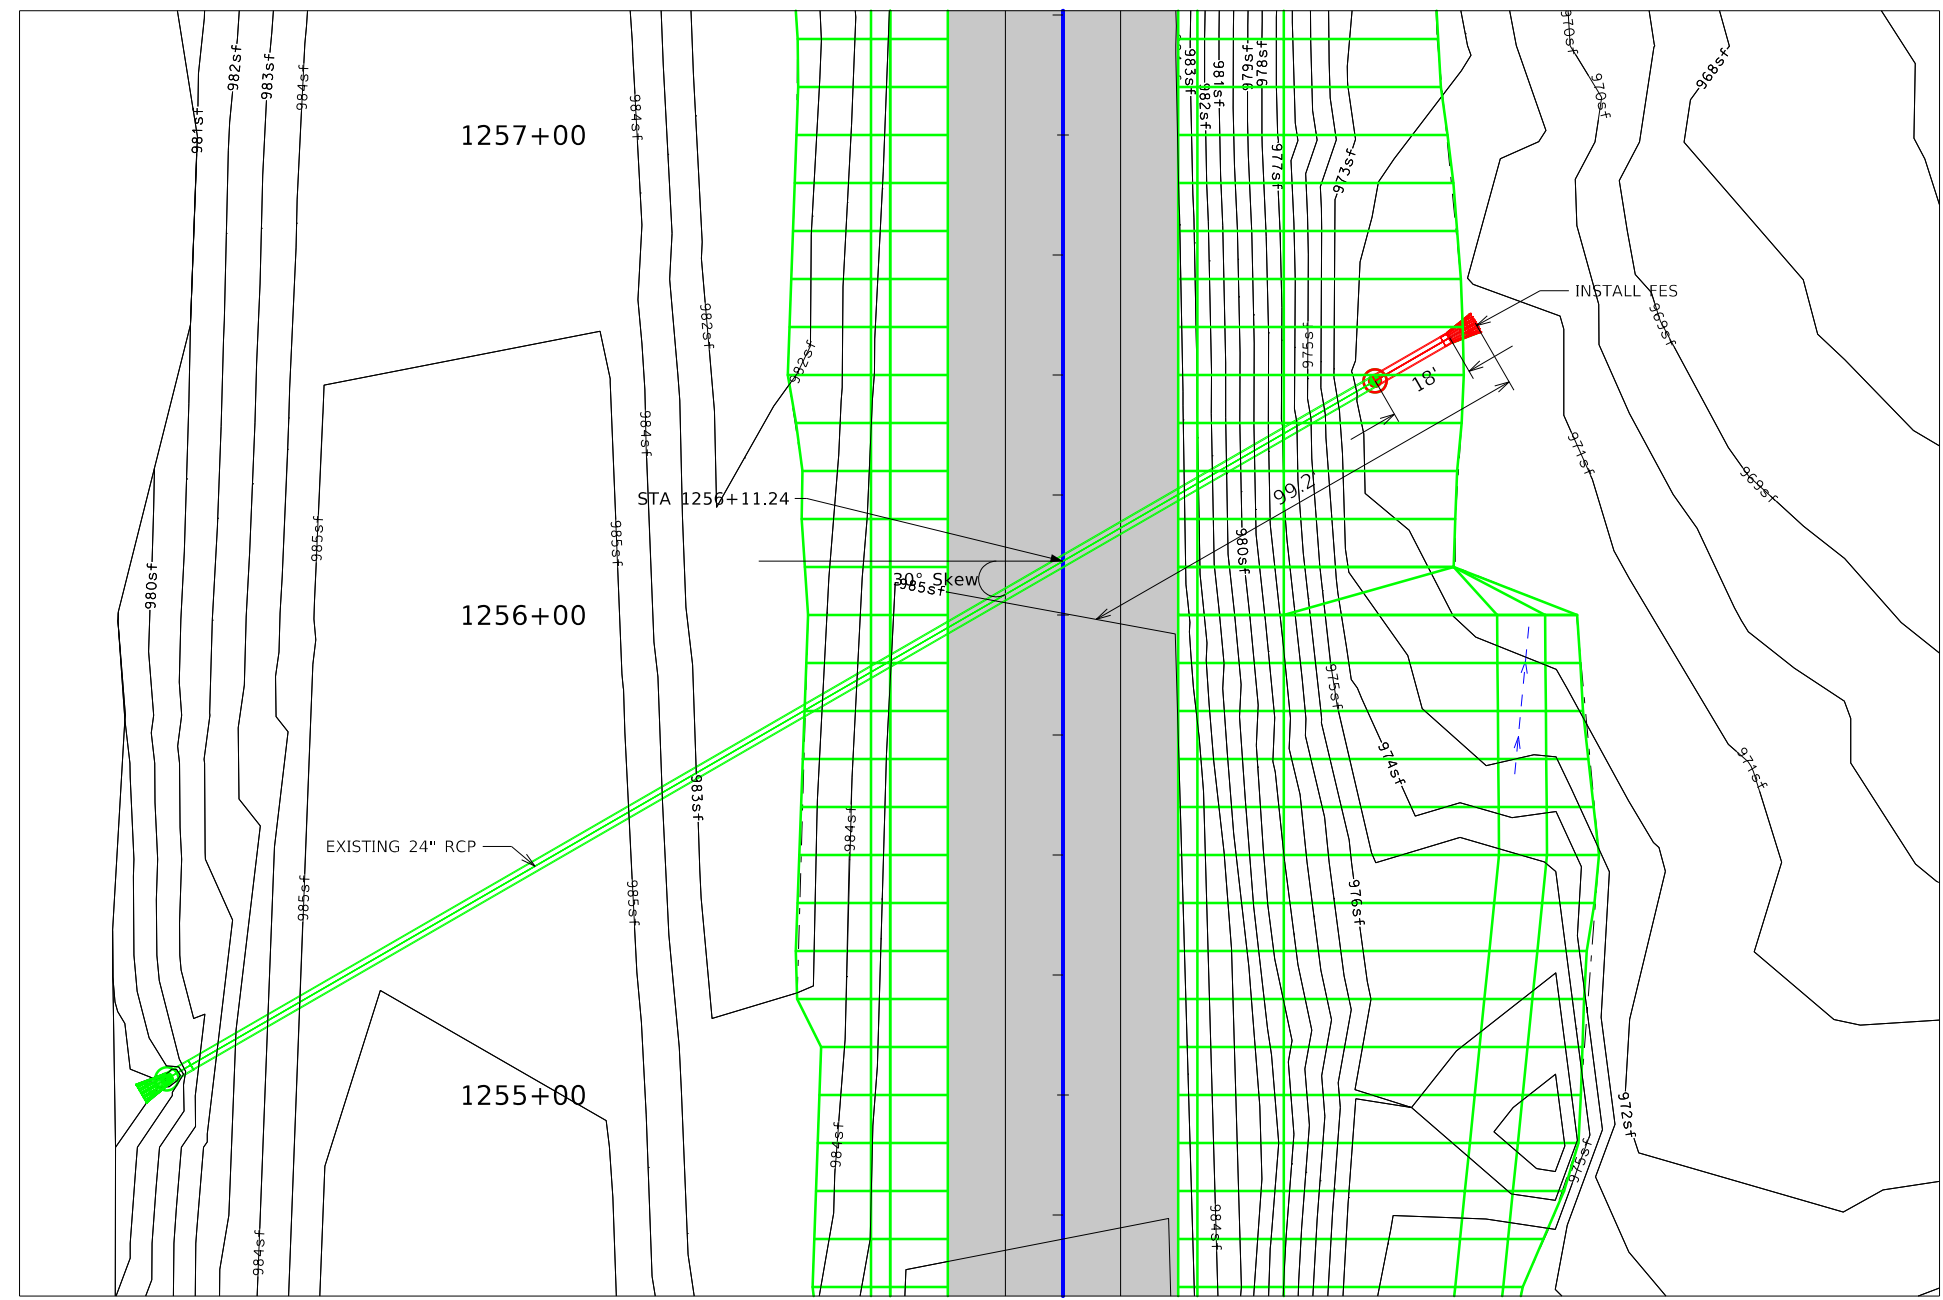 982sf
983sf
984sf
981sf
984sf
983sf
982sf
981sf
979sf
978sf
977sf
973sf
970sf
970sf
968sf
1257+00
982sf
982sf
975sf
INSTALL FES
969sf
18'
984sf
971sf
969sf
99.2'
STA 1256+11.24
985sf
985sf
980sf
980sf
30° Skew
985sf
1256+00
975sf
974sf
971sf
983sf
984sf
EXISTING 24" RCP
985sf
985sf
976sf
1255+00
984sf
972sf
975sf
984sf
984sf